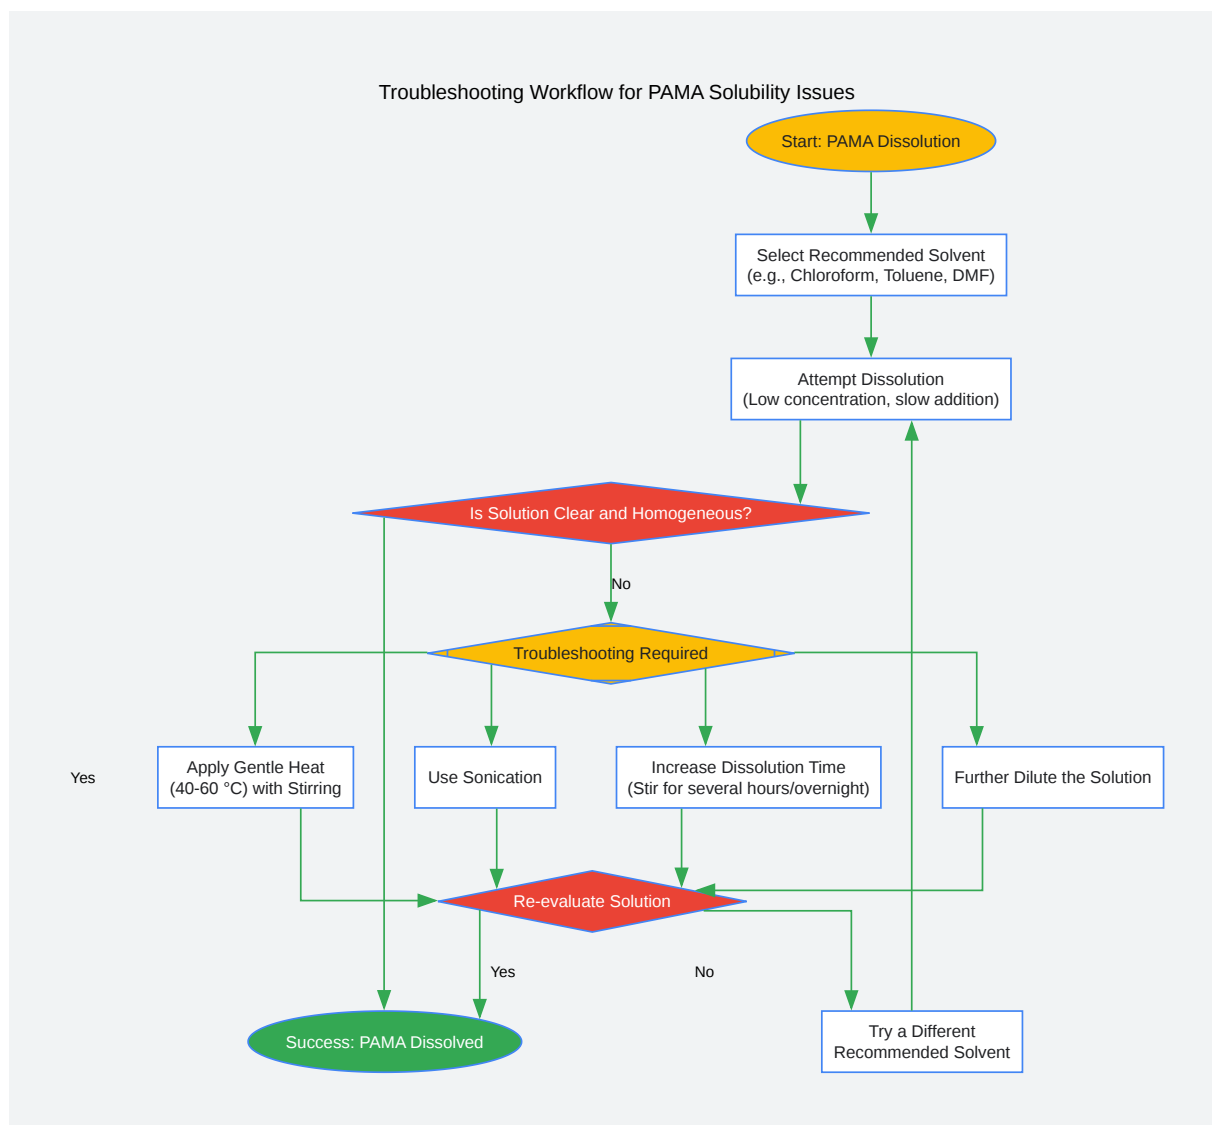 Troubleshooting Workflow for PAMA Solubility Issues
Start: PAMA Dissolution
Select Recommended Solvent
(e.g., Chloroform, Toluene, DMF)
Attempt Dissolution
(Low concentration, slow addition)
Is Solution Clear and Homogeneous?
No
Troubleshooting Required
Yes
Apply Gentle Heat
(40-60 °C) with Stirring
Use Sonication
Increase Dissolution Time
(Stir for several hours/overnight)
Further Dilute the Solution
Re-evaluate Solution
Yes
No
Success: PAMA Dissolved
Try a Different
Recommended Solvent